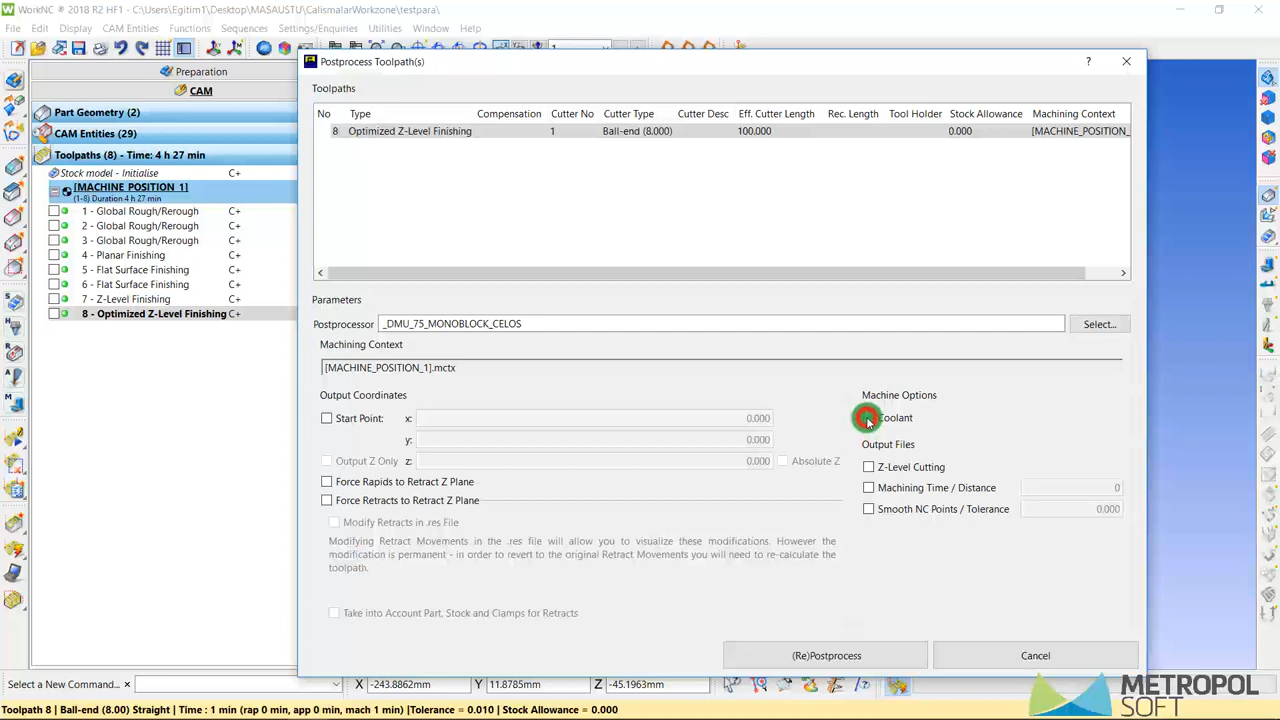 WorkNC ® 2018 R2 HF1 - C:\Users\Egitim1\Desktop\MASAUSTU\CalismalarWorkzone\testpara\
File Edit Display CAM Entities Functions Sequences Settings/Enquiries Utilities Window Help
Preparation
CAM
Part Geometry (2)
CAM Entities (29)
Toolpaths (8) - Time: 4 h 27 min
Stock model - Initialise C+
[MACHINE POSITION 1]
(1-8) Duration 4 h 27 min
1 - Global Rough/Rerough C+
2 - Global Rough/Rerough C+
3 - Global Rough/Rerough C+
4 - Planar Finishing C+
5 - Flat Surface Finishing C+
6 - Flat Surface Finishing C+
7 - Z-Level Finishing C+
8 - Optimized Z-Level Finishing C+
Postprocess Toolpath(s)
Toolpaths
No Type Compensation Cutter No Cutter Type Cutter Desc Eff. Cutter Length Rec. Length Tool Holder Stock Allowance Machining Context
8 Optimized Z-Level Finishing 1 Ball-end (8.000) 100.000 0.000 [MACHINE_POSITION_
Parameters
Postprocessor _DMU_75_MONOBLOCK_CELOS Select...
Machining Context
[MACHINE_POSITION_1].mctx
Output Coordinates
Start Point: x: 0.000
y: 0.000
Output Z Only z: 0.000 Absolute Z
Force Rapids to Retract Z Plane
Force Retracts to Retract Z Plane
Modify Retracts in .res File
Modifying Retract Movements in the .res file will allow you to visualize these modifications. However the
modification is permanent - in order to revert to the original Retract Movements you will need to re-calculate the
toolpath.
Take into Account Part, Stock and Clamps for Retracts
Machine Options
Coolant
Output Files
Z-Level Cutting
Machining Time / Distance 0
Smooth NC Points / Tolerance 0.000
(Re)Postprocess Cancel
Select a New Command... X -243.8862mm Y 11.8785mm Z -45.1963mm
Toolpath 8 | Ball-end (8.00) Straight | Time : 1 min (rap 0 min, app 0 min, mach 1 min) |Tolerance = 0.010 | Stock Allowance = 0.000
METROPOL
SOFT